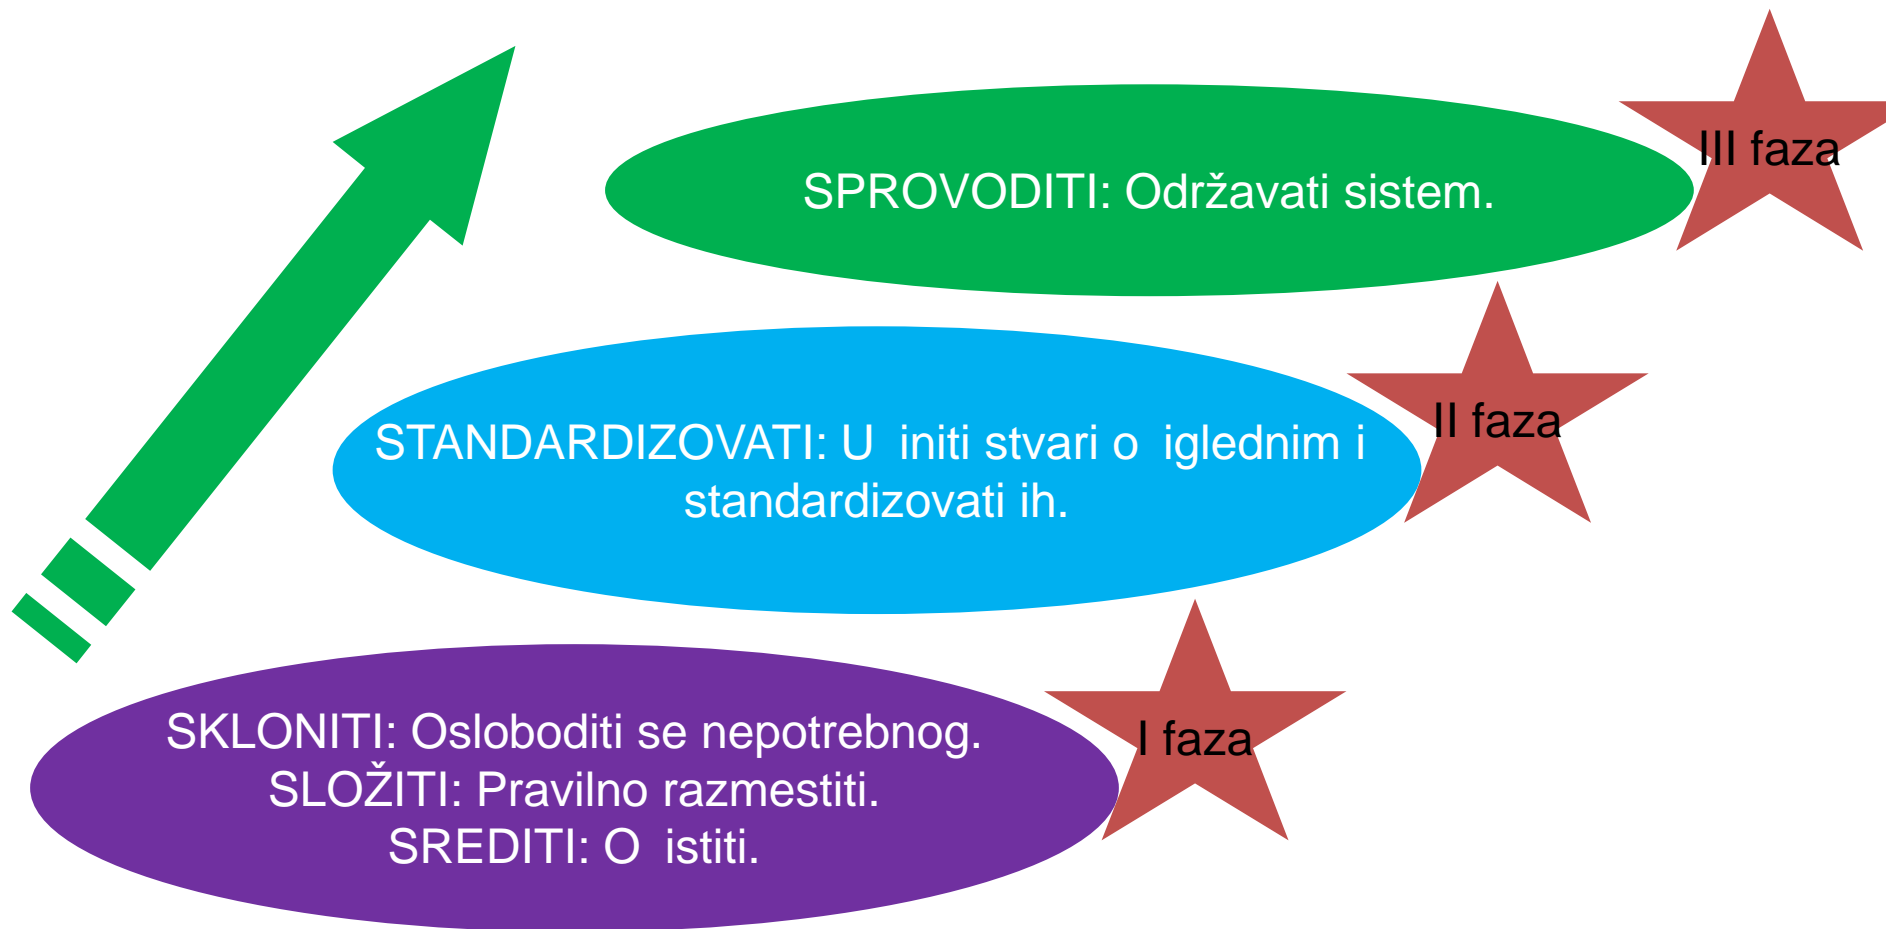 III faza
SPROVODITI: Održavati sistem.
II faza
STANDARDIZOVATI: U initi stvari o iglednim i
standardizovati ih.
I faza
SKLONITI: Osloboditi se nepotrebnog.
SLOŽITI: Pravilno razmestiti.
SREDITI: O istiti.